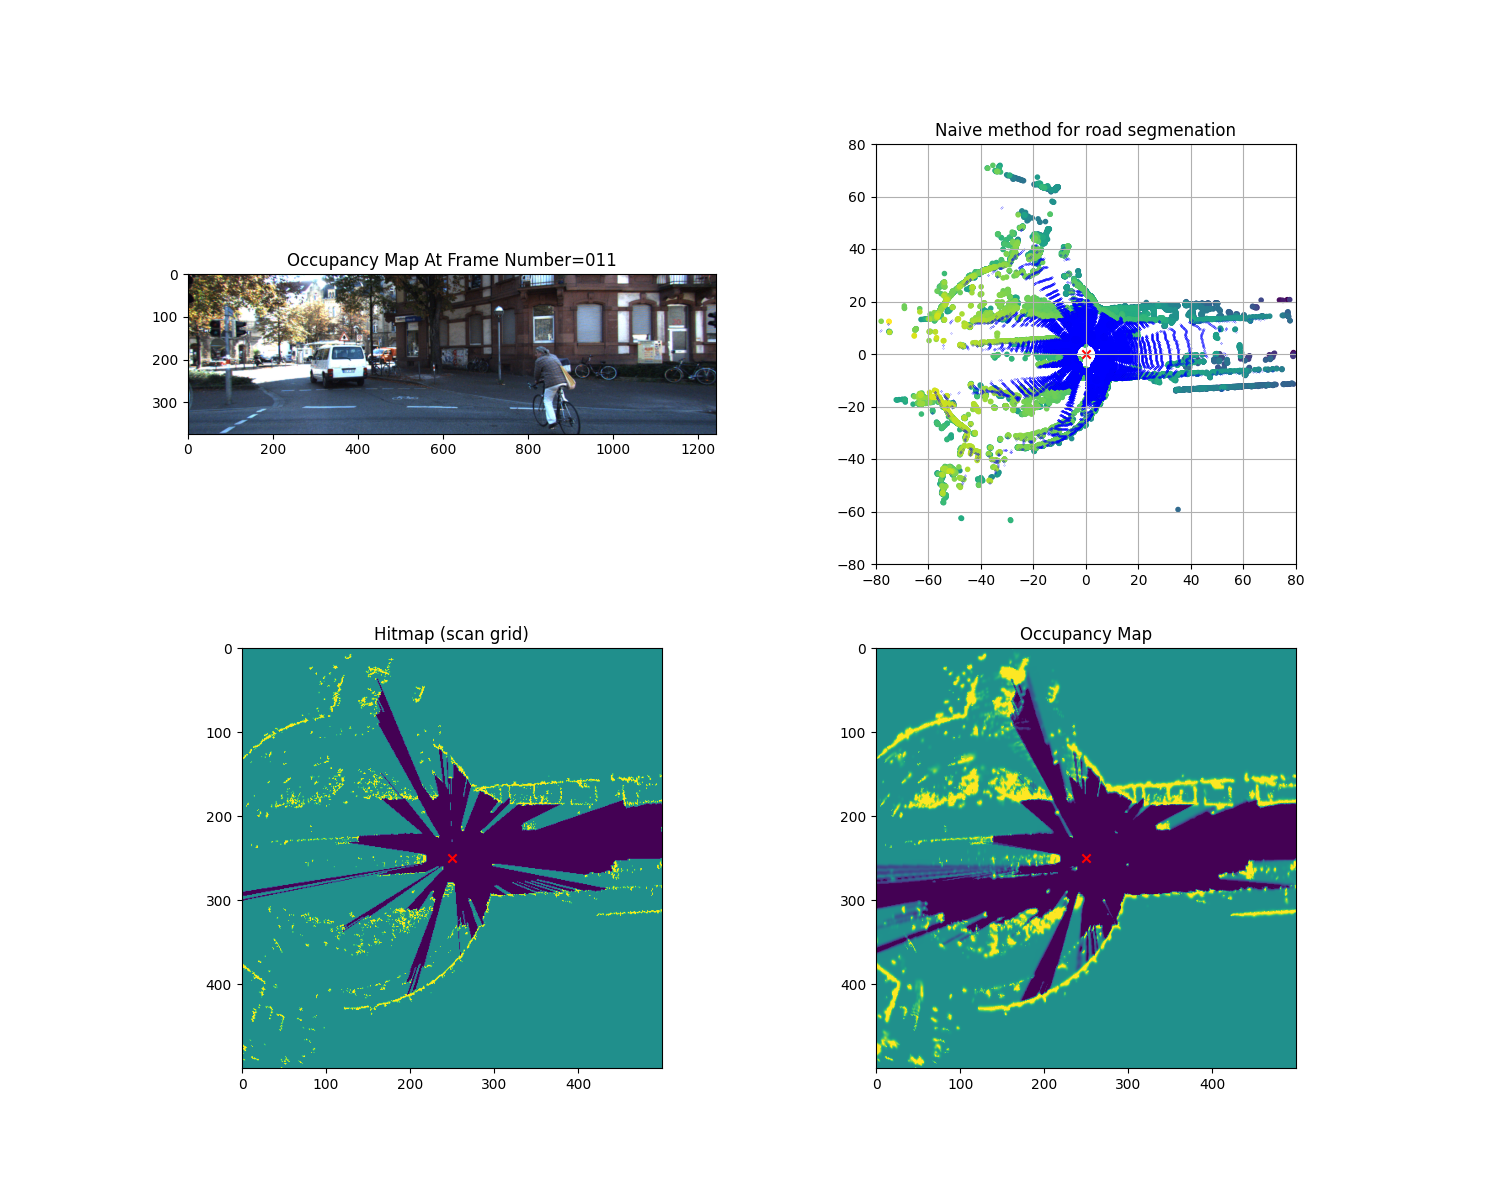 Occupancy Map At Frame Number=011
0
100
200
300
0 200 400 600 800 1000 1200
Naive method for road segmenation
80
60
40
20
0
−20
−40
−60
−80
−80 −60 −40 −20 0 20 40 60 80
Hitmap (scan grid)
0
100
200
300
400
0 100 200 300 400
Occupancy Map
0
100
200
300
400
0 100 200 300 400